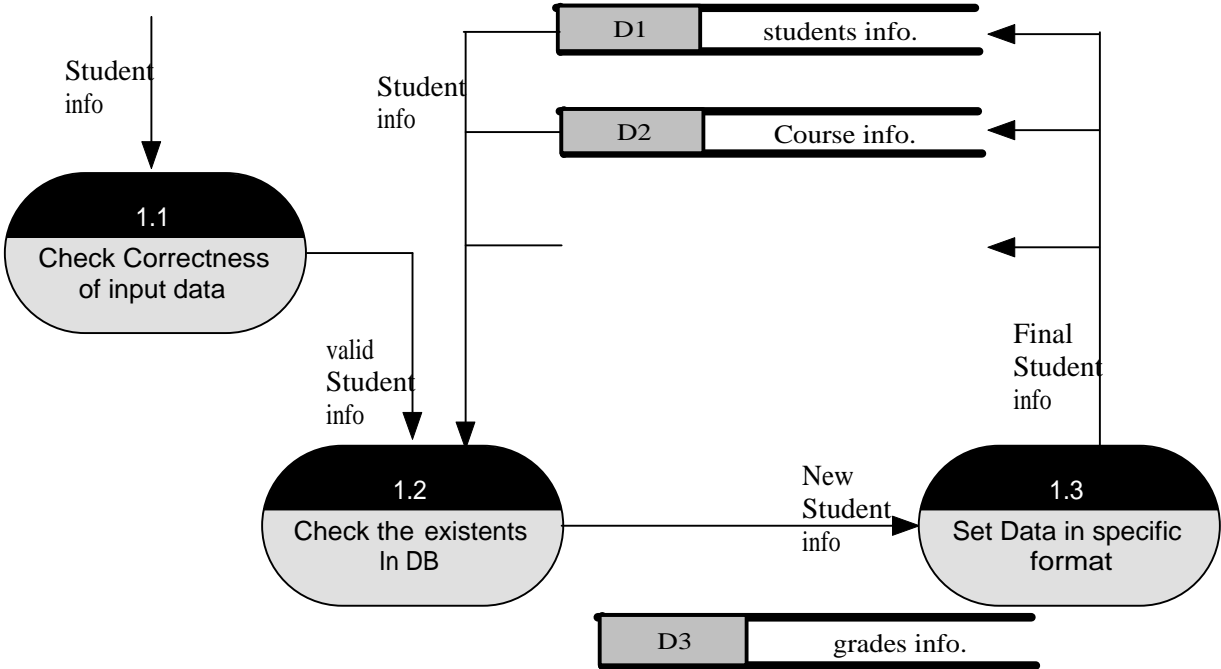 D1
students info.
Student
info
Student
info
D2
Course info.
1.1
Check Correctness
of input data
valid
Student
info
Final
Student
info
1.2
Check the existents
In DB
New
Student
info
1.3
Set Data in specific
format
D3
grades info.